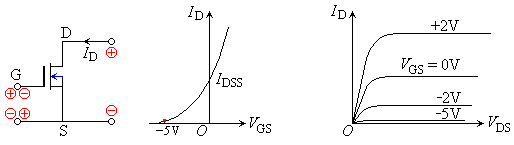 D
I_D
⊕
G
⊕⊖
⊖⊕
S
⊖
I_D
I_DSS
−5V
O
V_GS
I_D
+2V
V_GS = 0V
-2V
-5V
O
V_DS